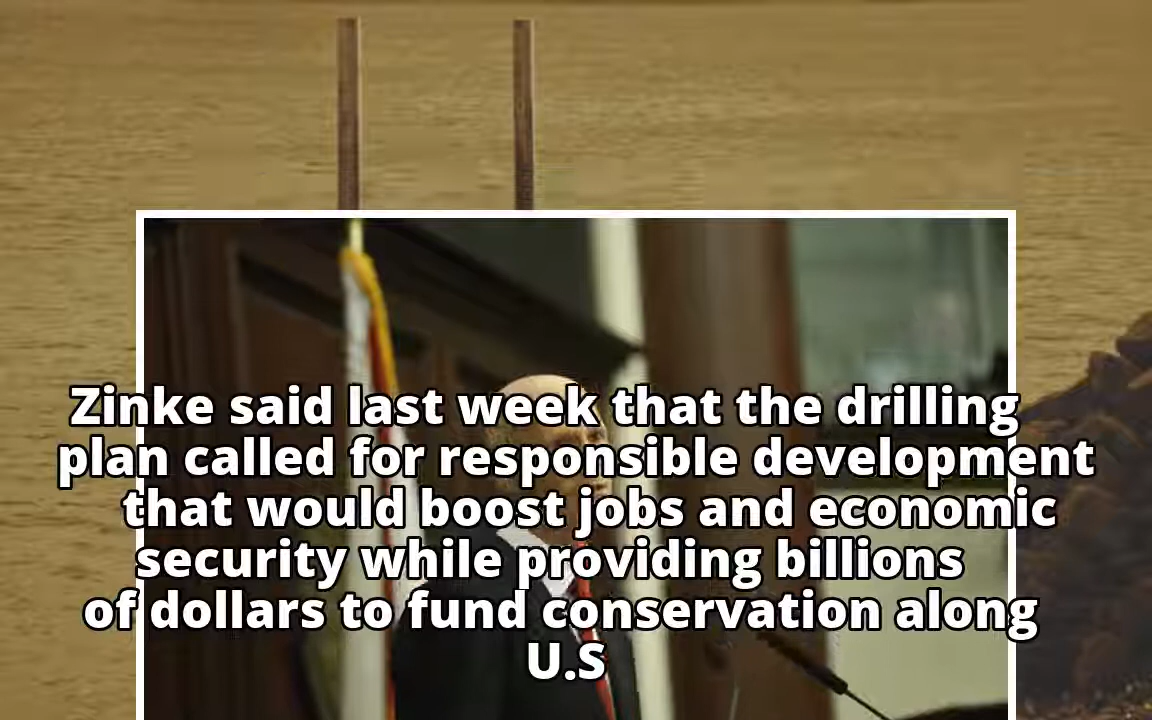 Zinke said last week that the drilling
plan called for responsible development
that would boost jobs and economic
security while providing billions
of dollars to fund conservation along
U.S